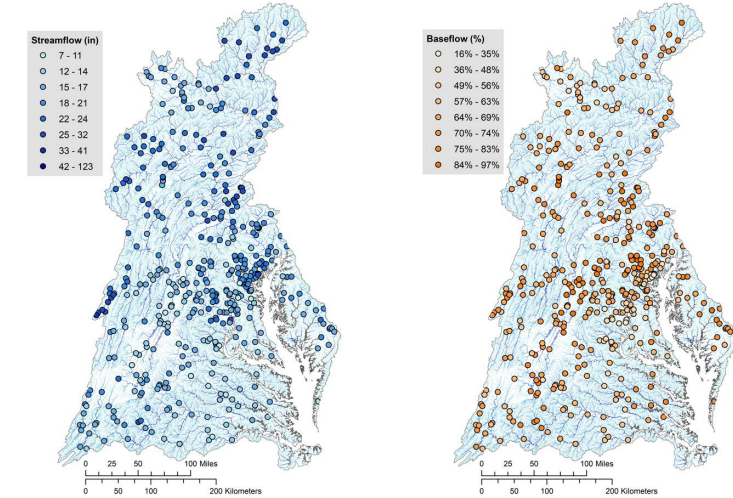 Streamflow (in)
7 - 11
12 - 14
15 - 17
18 - 21
22 - 24
25 - 32
33 - 41
42 - 123
0 25 50 100 Miles
0 50 100 200 Kilometers
Baseflow (%)
16% - 35%
36% - 48%
49% - 56%
57% - 63%
64% - 69%
70% - 74%
75% - 83%
84% - 97%
0 25 50 100 Miles
0 50 100 200 Kilometers